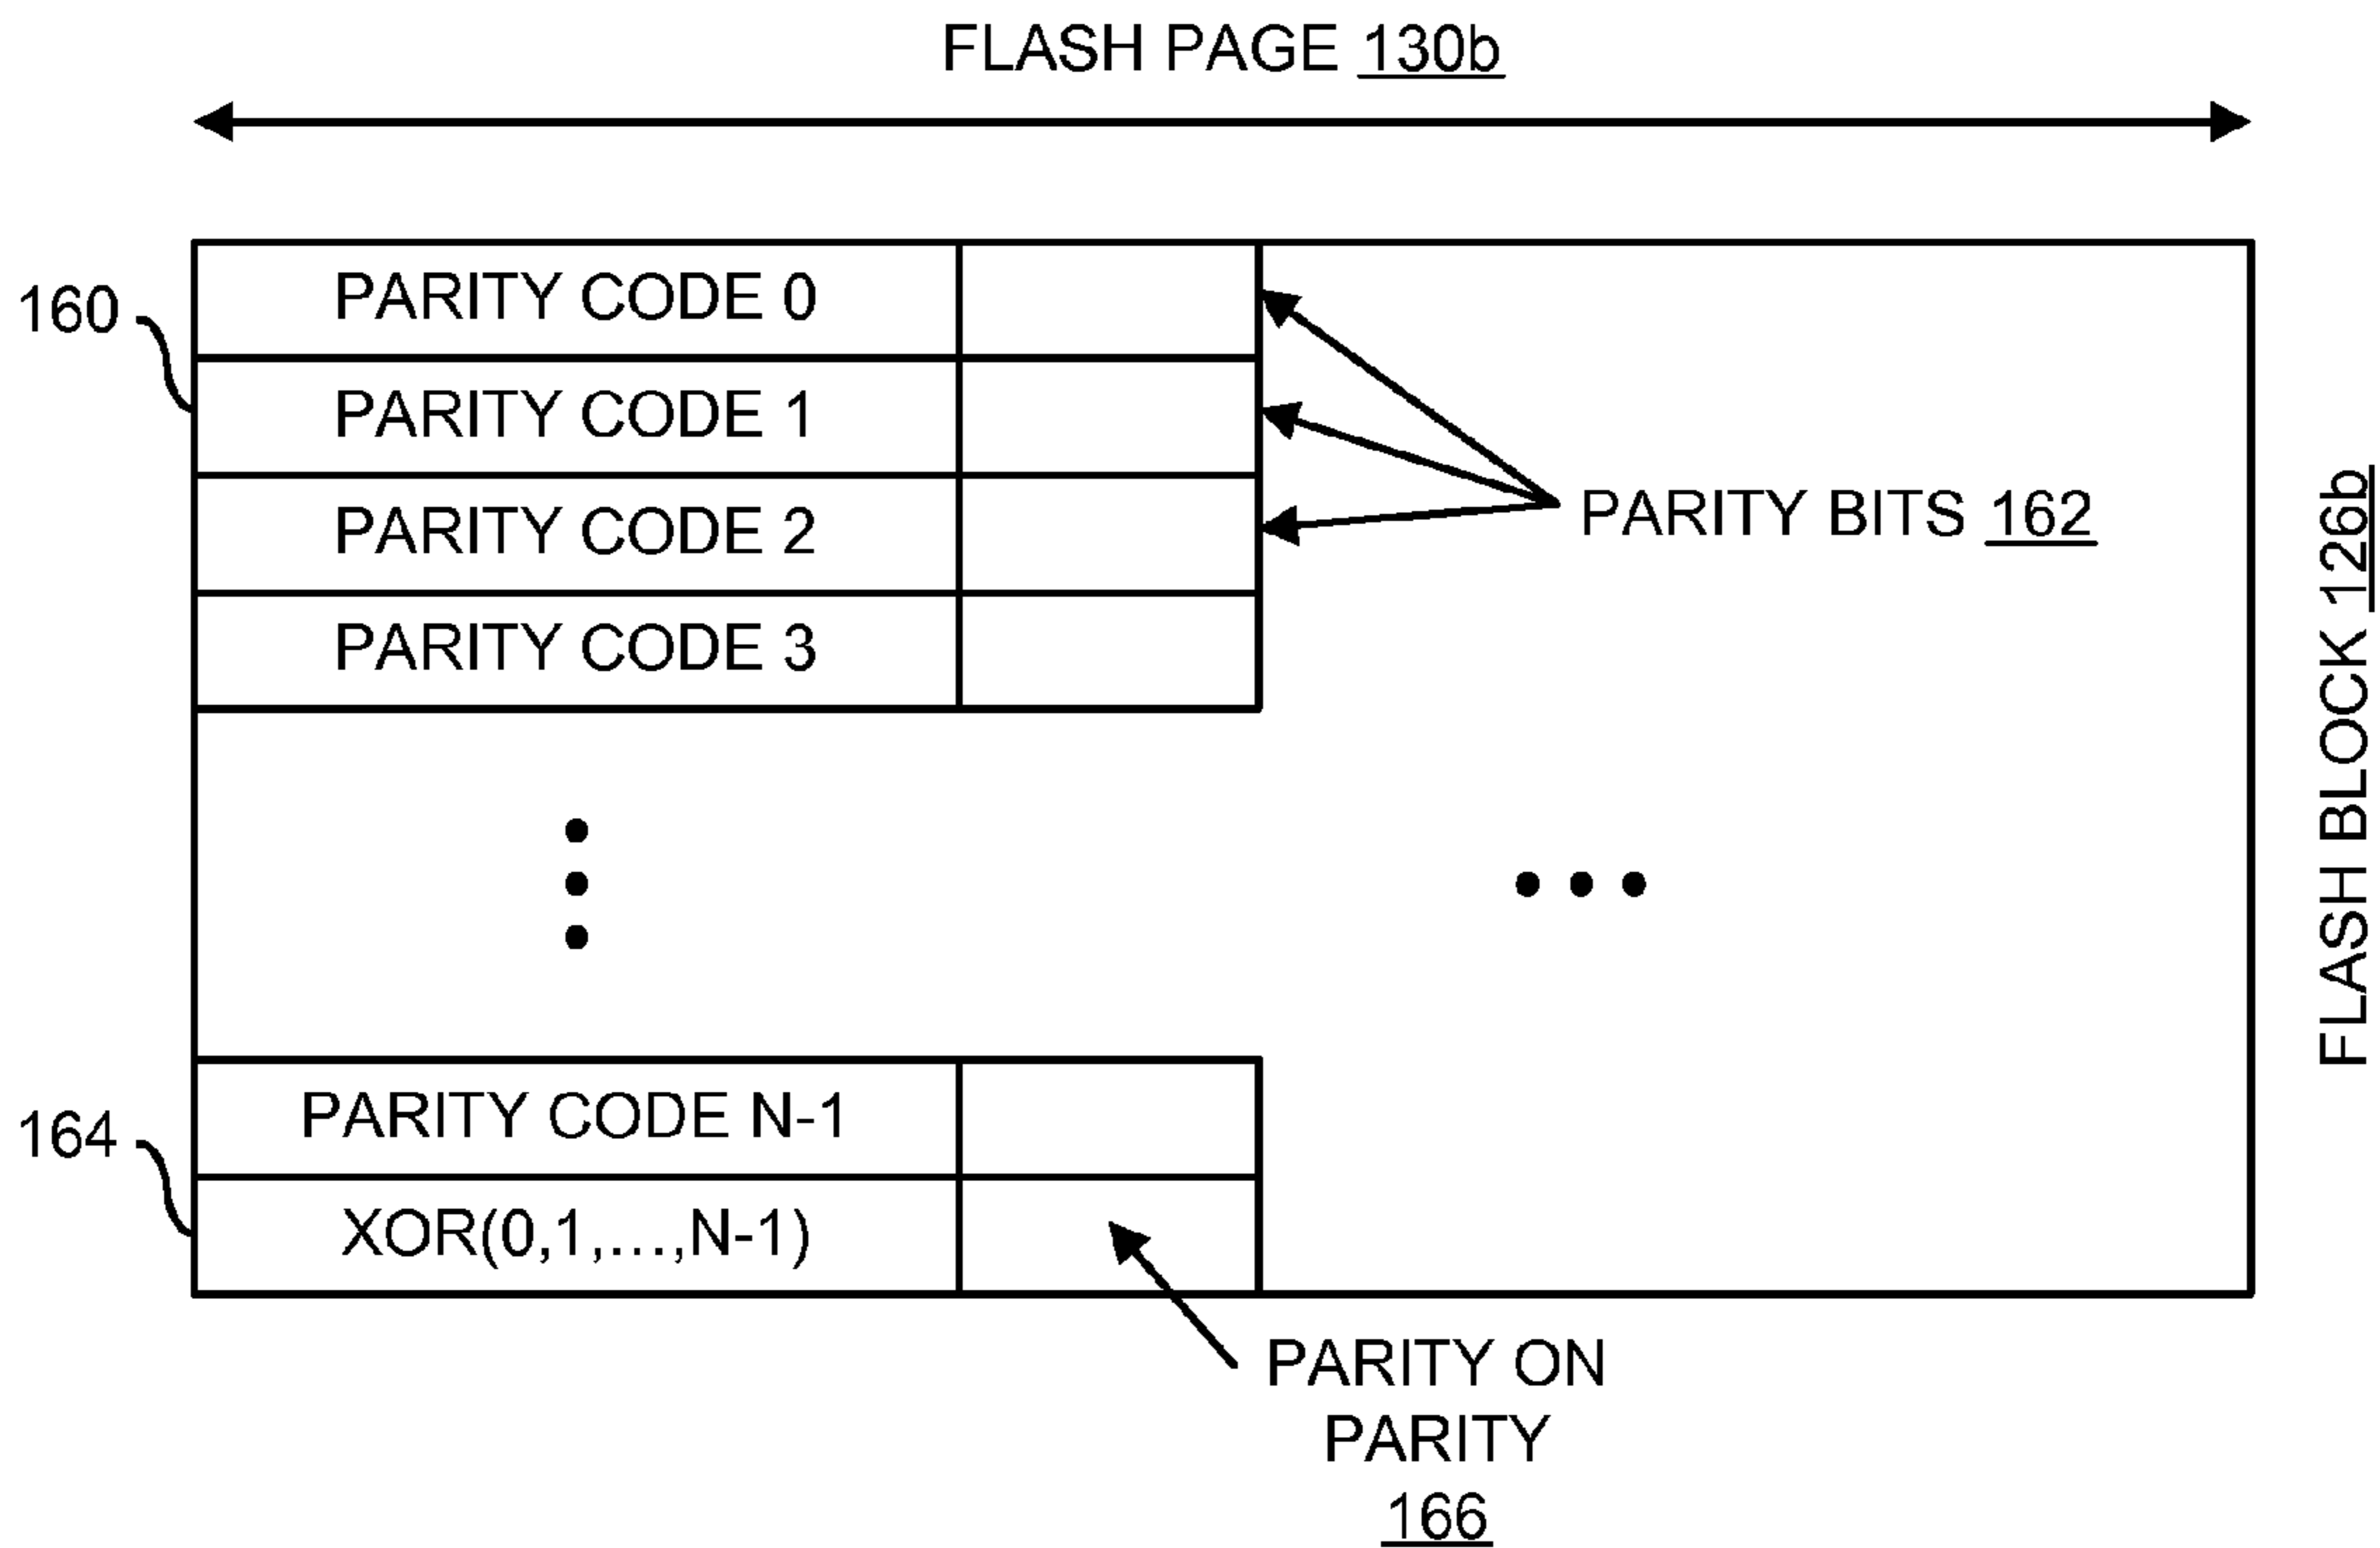 FLASH PAGE 130b
160
PARITY CODE 0
PARITY CODE 1
PARITY CODE 2
PARITY CODE 3
PARITY BITS 162
FLASH BLOCK 126b
164
PARITY CODE N-1
XOR(0,1,...,N-1)
PARITY ON
PARITY
166